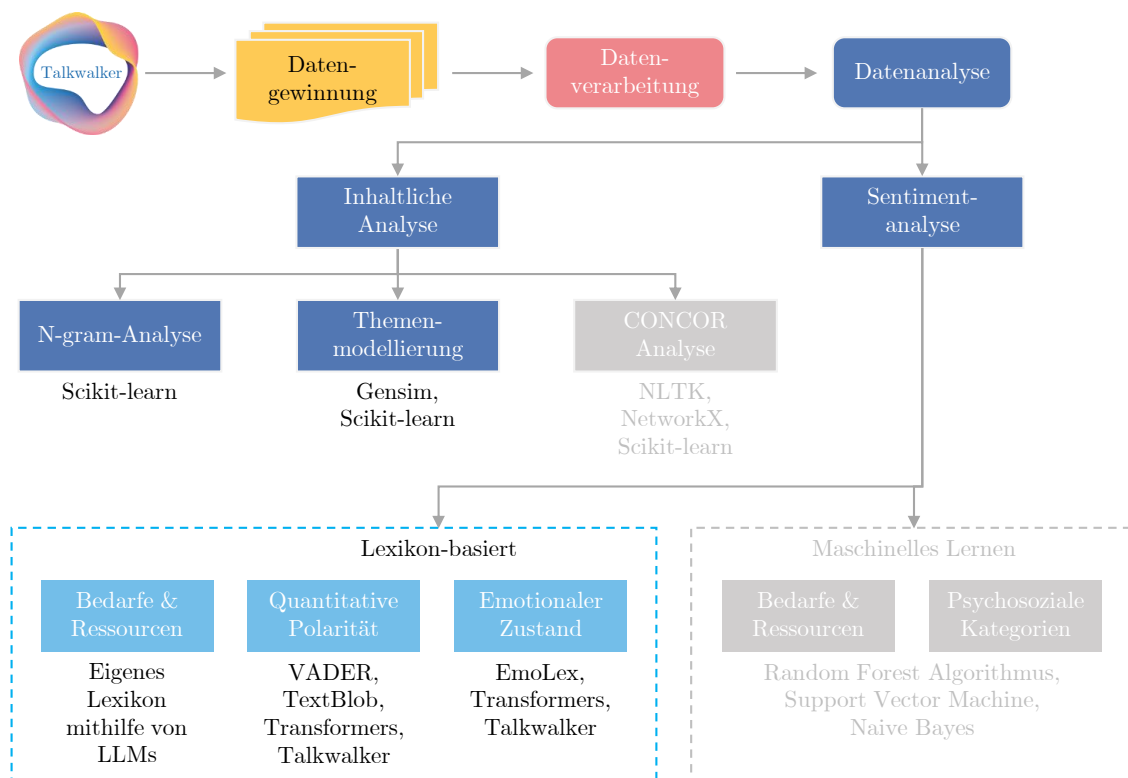 Talkwalker
Daten-
gewinnung
Daten-
verarbeitung
Datenanalyse
Inhaltliche
Analyse
Sentiment-
analyse
N-gram-Analyse
Scikit-learn
Themen-
modellierung
Gensim,
Scikit-learn
CONCOR
Analyse
NLTK,
NetworkX,
Scikit-learn
Lexikon-basiert
Bedarfe &
Ressourcen
Eigenes
Lexikon
mithilfe von
LLMs
Quantitative
Polarität
VADER,
TextBlob,
Transformers,
Talkwalker
Emotionaler
Zustand
EmoLex,
Transformers,
Talkwalker
Maschinelles Lernen
Bedarfe &
Ressourcen
Psychosoziale
Kategorien
Random Forest Algorithmus,
Support Vector Machine,
Naive Bayes